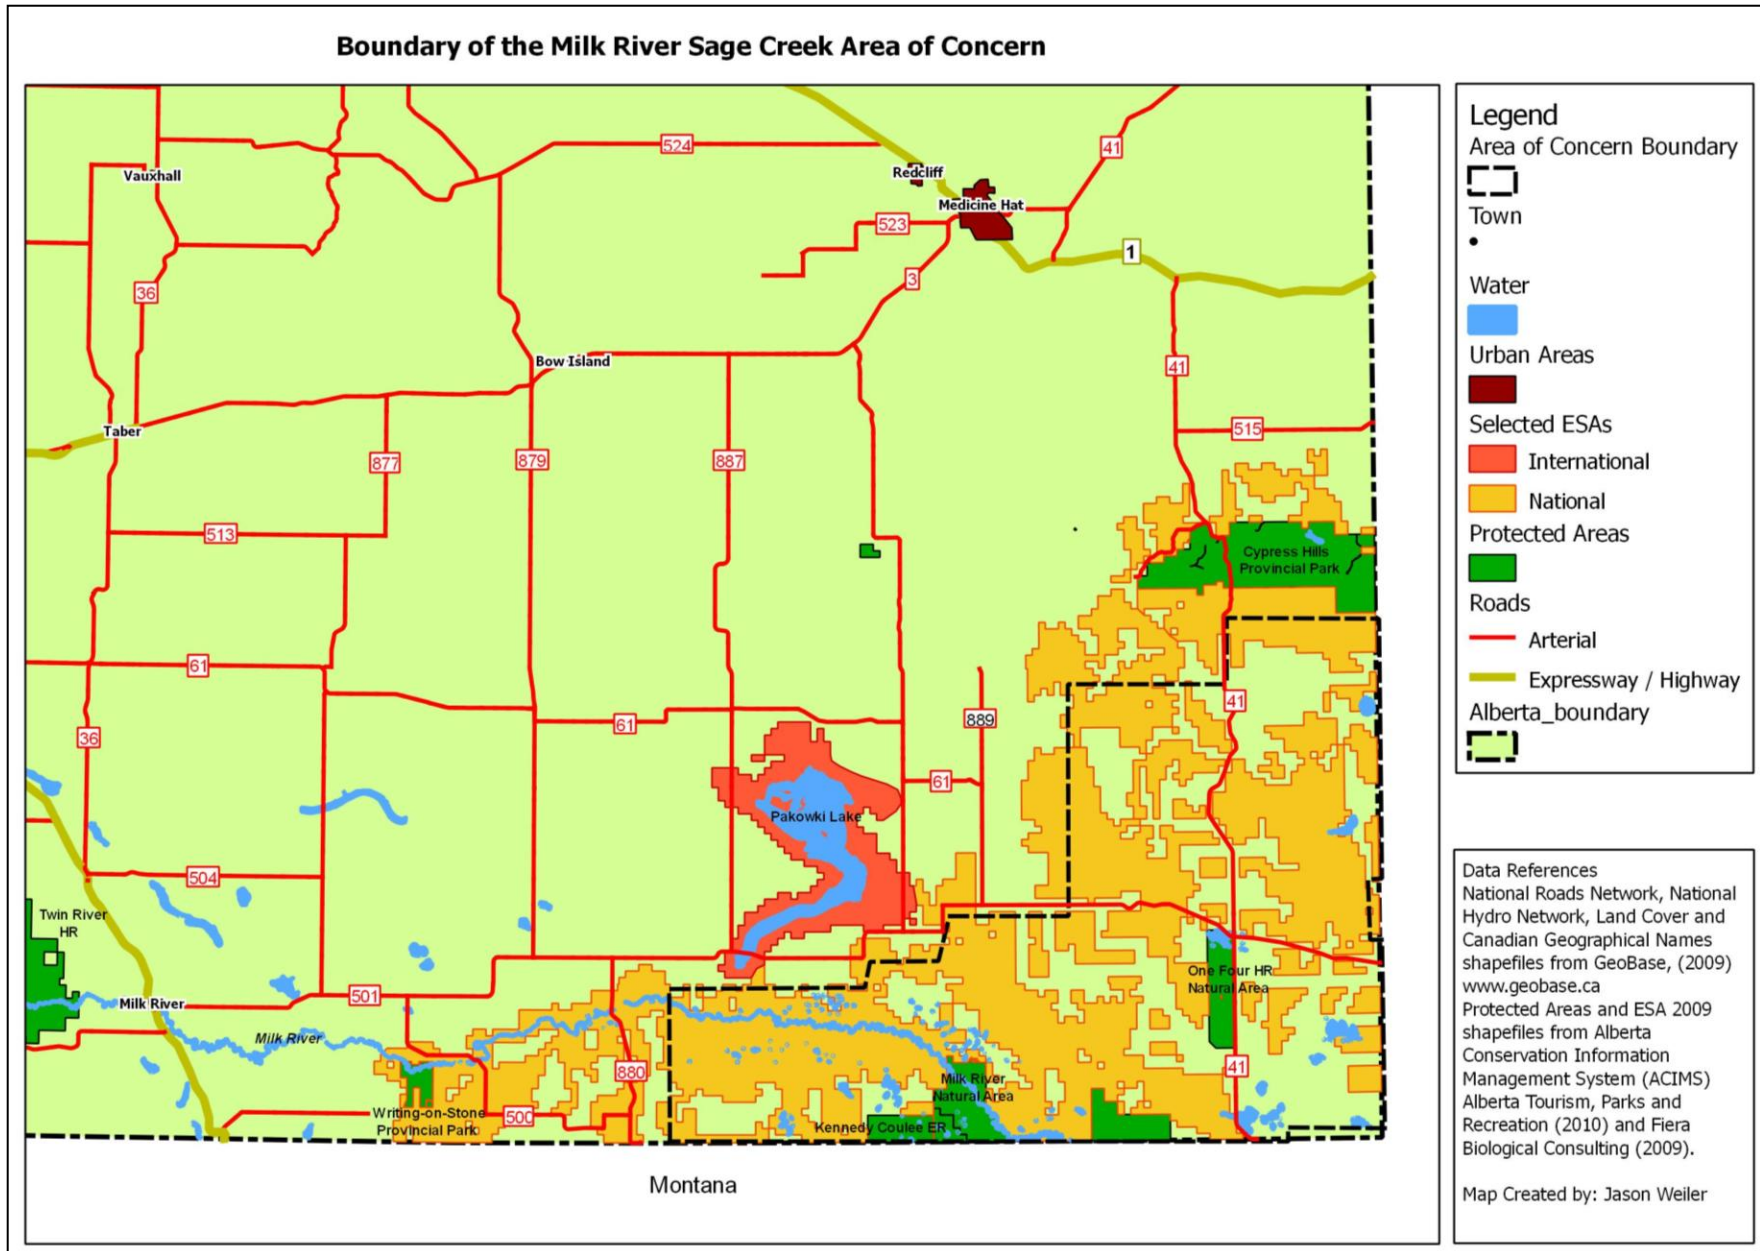 Boundary of the Milk River Sage Creek Area of Concern
524
41
Vauxhall
Redcliff
Medicine Hat
523
1
3
36
Bow Island
41
Taber
515
877
879
887
513
Cypress Hills
Provincial Park
61
41
889
61
36
61
Pakowki Lake
504
Twin River
HR
One Four HR
Natural Area
501
Milk River
Milk River
880
41
Milk River
Natural Area
Writing-on-Stone
Provincial Park
500
Kennedy Coulee ER
Montana
Legend
Area of Concern Boundary
Town
Water
Urban Areas
Selected ESAs
International
National
Protected Areas
Roads
Arterial
Expressway / Highway
Alberta_boundary
Data References
National Roads Network, National
Hydro Network, Land Cover and
Canadian Geographical Names
shapefiles from GeoBase, (2009)
www.geobase.ca
Protected Areas and ESA 2009
shapefiles from Alberta
Conservation Information
Management System (ACIMS)
Alberta Tourism, Parks and
Recreation (2010) and Fiera
Biological Consulting (2009).
Map Created by: Jason Weiler